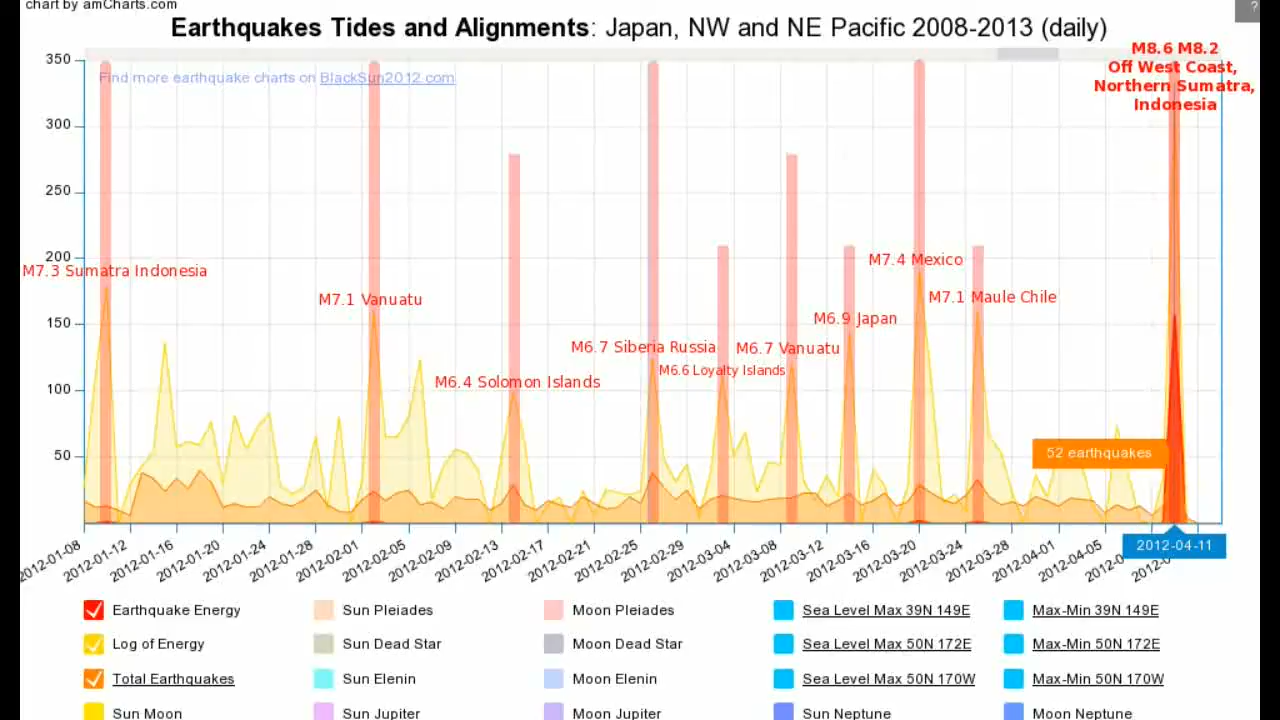 chart by amCharts.com
?
Earthquakes Tides and Alignments: Japan, NW and NE Pacific 2008-2013 (daily)
M8.6 M8.2
Off West Coast,
Northern Sumatra,
Indonesia
Find more earthquake charts on BlackSun2012.com
350
300
250
200
150
100
50
M7.3 Sumatra Indonesia
M7.1 Vanuatu
M6.4 Solomon Islands
M6.7 Siberia Russia
M6.6 Loyalty Islands
M6.7 Vanuatu
M6.9 Japan
M7.4 Mexico
M7.1 Maule Chile
52 earthquakes
2012-04-11
2012-01-08
2012-01-12
2012-01-16
2012-01-20
2012-01-24
2012-01-28
2012-02-01
2012-02-05
2012-02-09
2012-02-13
2012-02-17
2012-02-21
2012-02-25
2012-02-29
2012-03-04
2012-03-08
2012-03-12
2012-03-16
2012-03-20
2012-03-24
2012-03-28
2012-04-01
2012-04-05
Earthquake Energy Sun Pleiades Moon Pleiades Sea Level Max 39N 149E Max-Min 39N 149E
Log of Energy Sun Dead Star Moon Dead Star Sea Level Max 50N 172E Max-Min 50N 172E
Total Earthquakes Sun Elenin Moon Elenin Sea Level Max 50N 170W Max-Min 50N 170W
Sun Moon Sun Jupiter Moon Jupiter Sun Neptune Moon Neptune